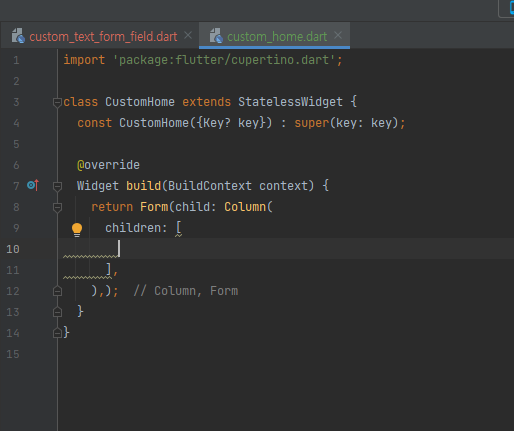 custom_text_form_field.dart × custom_home.dart ×
1 import 'package:flutter/cupertino.dart';
2
3 class CustomHome extends StatelessWidget {
4 const CustomHome({Key? key}) : super(key: key);
5
6 @override
7 Widget build(BuildContext context) {
8 return Form(child: Column(
9 children: [
10
11 ],
12 ),); // Column, Form
13 }
14 }
15